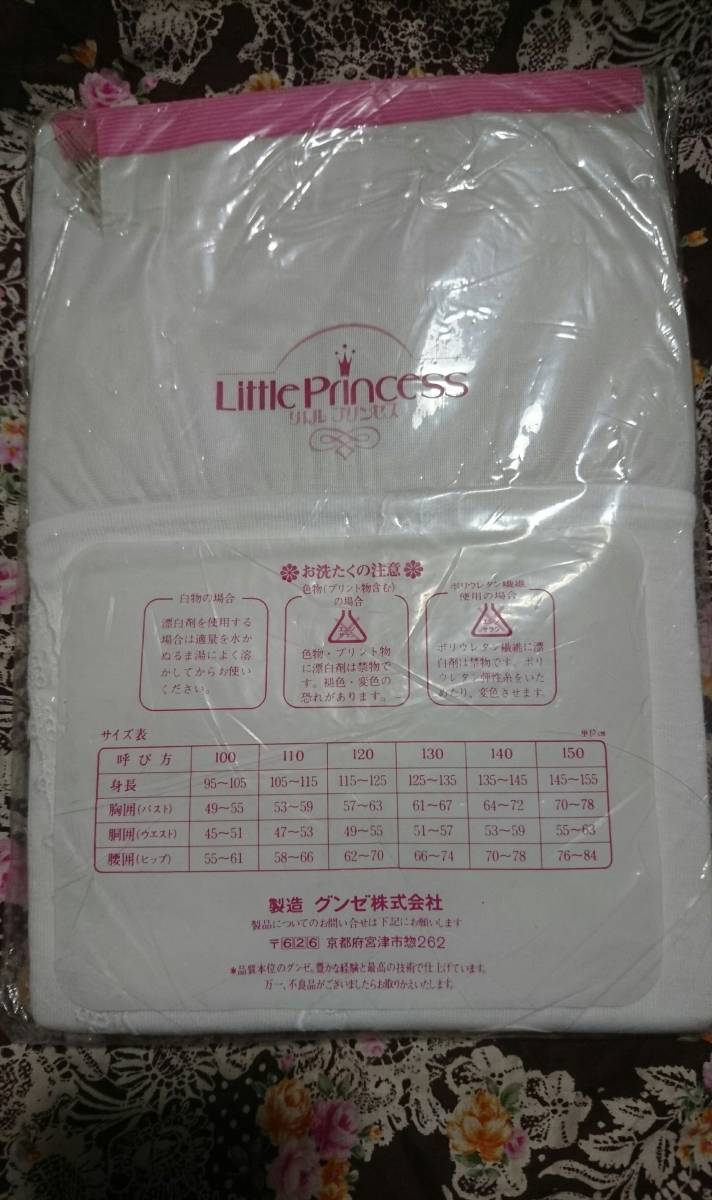 Little Princess
リトル プリンセス
お洗たくの注意
白物の場合
漂白剤を使用する
場合は適量を水か
ぬるま湯によく溶
かしてからお使い
ください。
色物(プリント物含む)
の場合
エンソ
サラシ
色物・プリント物
に漂白剤は禁物で
す。褪色・変色の
恐れがあります。
ポリウレタン繊維
使用の場合
エンソ
サラシ
ポリウレタン繊維に漂
白剤は禁物です。ポリ
ウレタン弾性糸をいた
めたり、変色させます。
サイズ表 単位cm
呼び方 100 110 120 130 140 150
身長 95~105 105~115 115~125 125~135 135~145 145~155
胸囲(バスト) 49~55 53~59 57~63 61~67 64~72 70~78
胴囲(ウエスト) 45~51 47~53 49~55 51~57 53~59 55~63
腰囲(ヒップ) 55~61 58~66 62~70 66~74 70~78 76~84
製造 グンゼ株式会社
製品についてのお問い合せは下記にお願いします
〒626 京都府宮津市惣262
*品質本位のグンゼ。豊かな経験と最高の技術で仕上げています。
万一、不良品がございましたらお取りかえいたします。